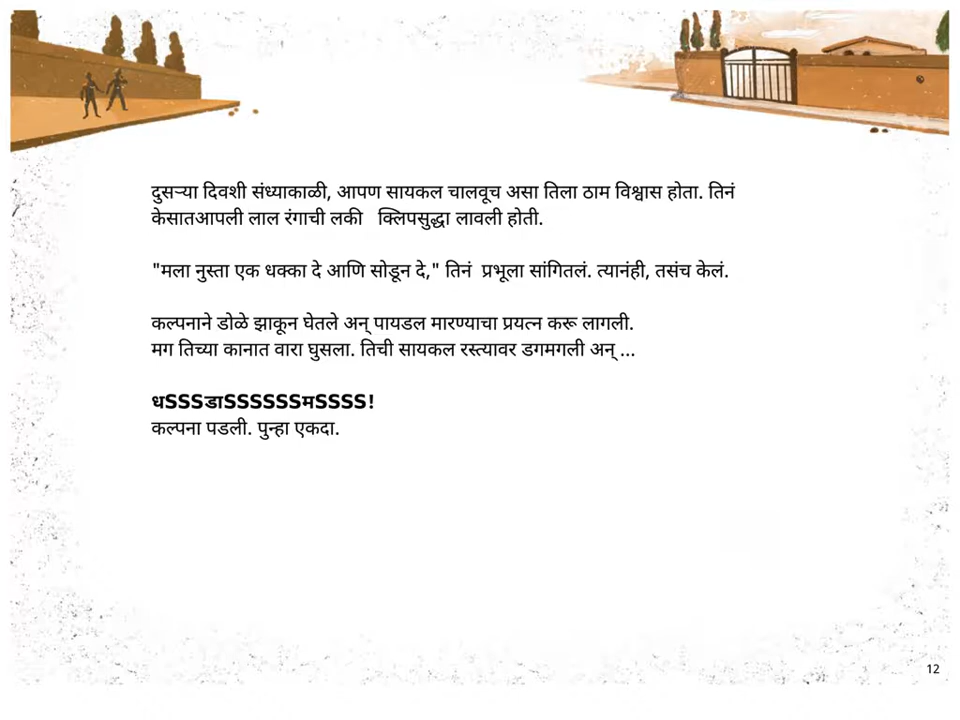 दुसऱ्या दिवशी संध्याकाळी, आपण सायकल चालवूच असा तिला ठाम विश्वास होता. तिनं
केसातआपली लाल रंगाची लकी क्लिपसुद्धा लावली होती.
"मला नुस्ता एक धक्का दे आणि सोडून दे," तिनं प्रभूला सांगितलं. त्यानंही, तसंच केलं.
कल्पनाने डोळे झाकून घेतले अन् पायडल मारण्याचा प्रयत्न करू लागली.
मग तिच्या कानात वारा घुसला. तिची सायकल रस्त्यावर डगमगली अन् ...
धSSSडाSSSSSSमSSSS!
कल्पना पडली. पुन्हा एकदा.
12